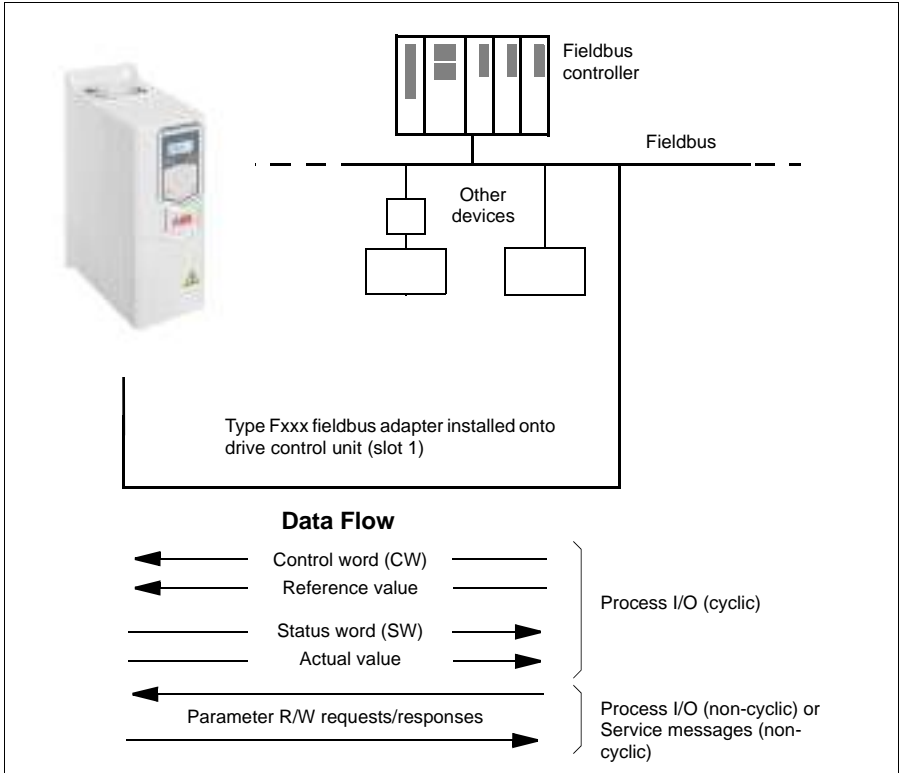 Fieldbus
controller
Fieldbus
Other
devices
ABB
Type Fxxx fieldbus adapter installed onto
drive control unit (slot 1)
Data Flow
Control word (CW)
Reference value
Status word (SW)
Actual value
Process I/O (cyclic)
Parameter R/W requests/responses
Process I/O (non-cyclic) or
Service messages (non-
cyclic)